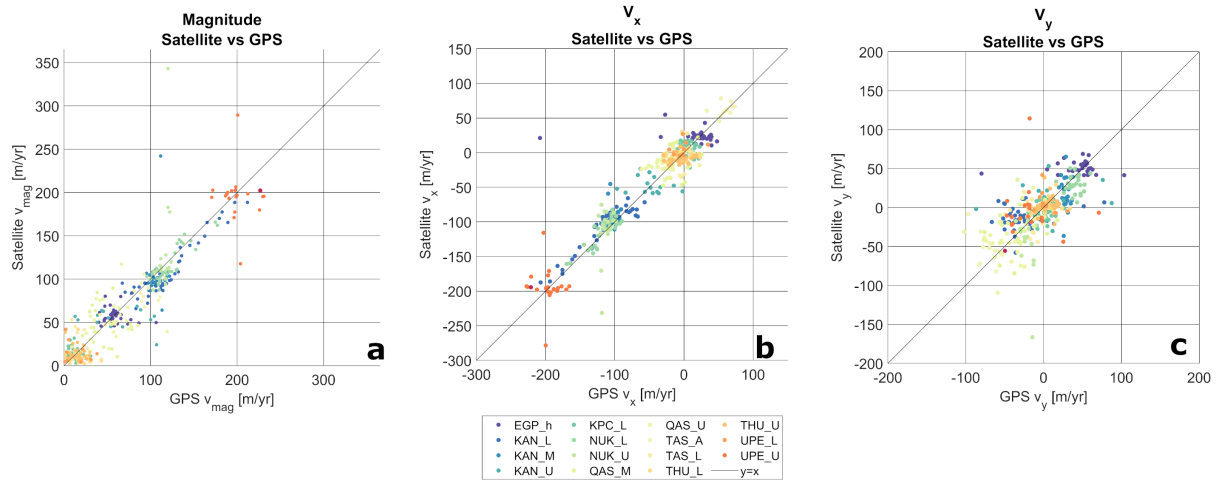 Magnitude
Satellite vs GPS
350
300
250
200
150
100
50
0
Satellite v_mag [m/yr]
0 100 200 300
GPS v_mag [m/yr]
a
V_x
Satellite vs GPS
150
100
50
0
-50
-100
-150
-200
-250
-300
Satellite v_x [m/yr]
-300 -200 -100 0 100
GPS v_x [m/yr]
b
V_y
Satellite vs GPS
200
150
100
50
0
-50
-100
-150
-200
Satellite v_y [m/yr]
-200 -100 0 100 200
GPS v_y [m/yr]
c
EGP_h KPC_L QAS_U THU_U
KAN_L NUK_L TAS_A UPE_L
KAN_M NUK_U TAS_L UPE_U
KAN_U QAS_M THU_L y=x